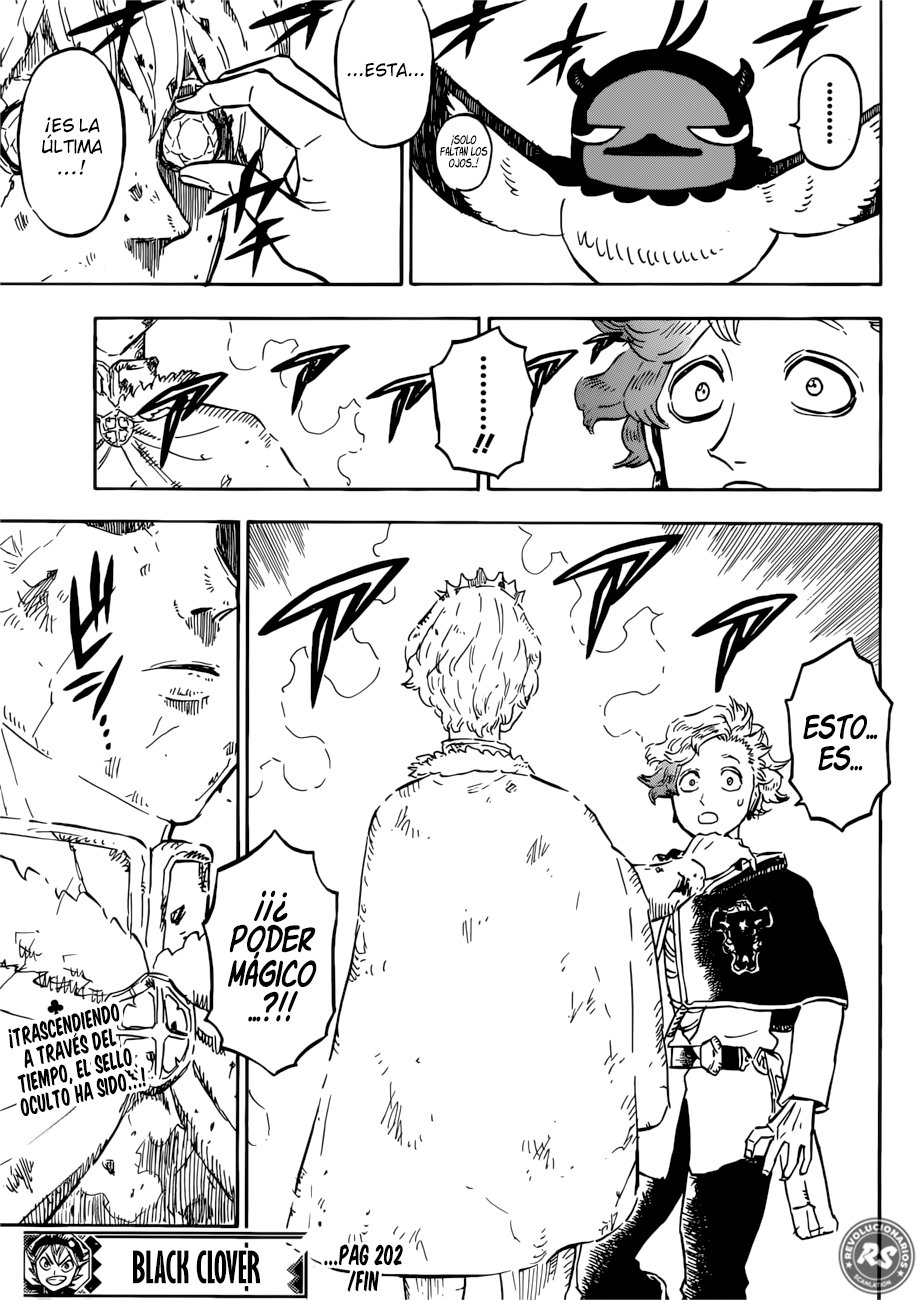 ..........
¡SOLO
FALTAN LOS
OJOS..!
...ESTA...
¡ES LA
ÚLTIMA
...!
.........!!
ESTO...
ES...
¡¡¿
PODER
MÁGICO
...?!!
¡TRASCENDIENDO
A TRAVÉS DEL
TIEMPO, EL SELLO
OCULTO HA SIDO...!!
BLACK CLOVER
...PAG 202
/FIN
REVOLUCIONARIOS
RS
SCANLATION